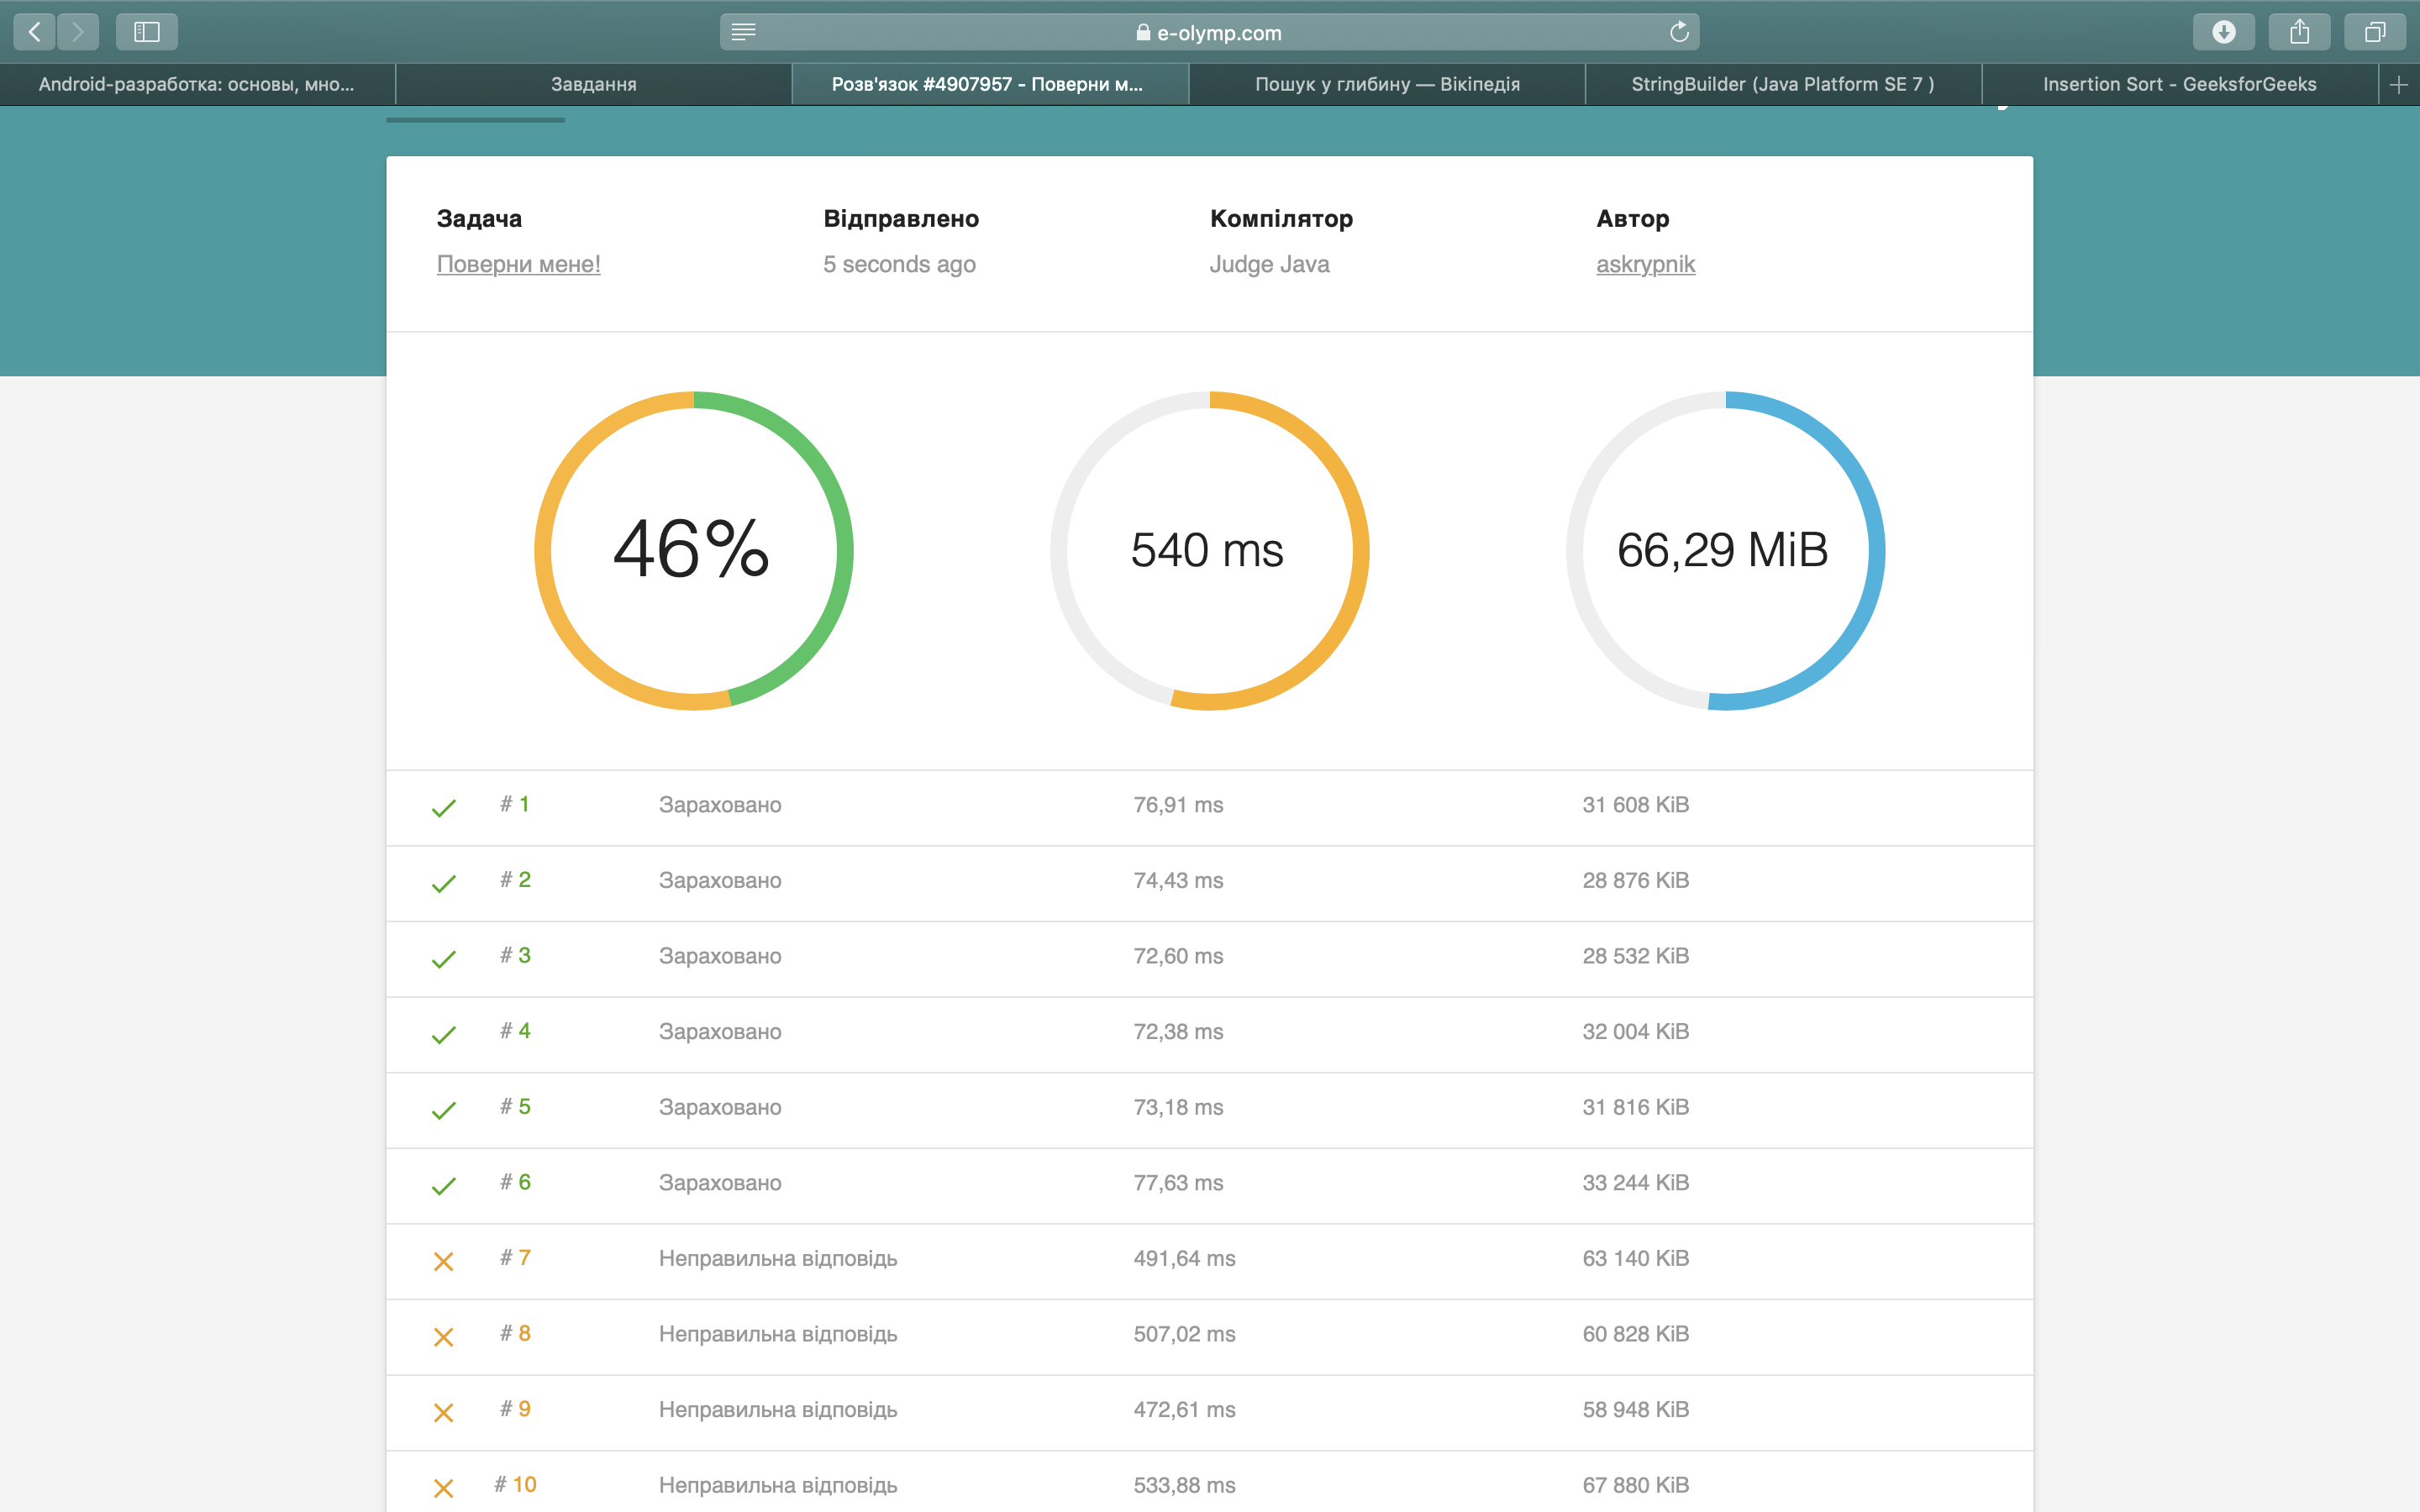 e-olymp.com
Android-разработка: основы, мно...
Завдання
Розв'язок #4907957 - Поверни м...
Пошук у глибину — Вікіпедія
StringBuilder (Java Platform SE 7 )
Insertion Sort - GeeksforGeeks
Задача
Відправлено
Компілятор
Автор
Поверни мене!
5 seconds ago
Judge Java
askrypnik
46%
540 ms
66,29 MiB
# 1 Зараховано 76,91 ms 31 608 KiB
# 2 Зараховано 74,43 ms 28 876 KiB
# 3 Зараховано 72,60 ms 28 532 KiB
# 4 Зараховано 72,38 ms 32 004 KiB
# 5 Зараховано 73,18 ms 31 816 KiB
# 6 Зараховано 77,63 ms 33 244 KiB
# 7 Неправильна відповідь 491,64 ms 63 140 KiB
# 8 Неправильна відповідь 507,02 ms 60 828 KiB
# 9 Неправильна відповідь 472,61 ms 58 948 KiB
# 10 Неправильна відповідь 533,88 ms 67 880 KiB